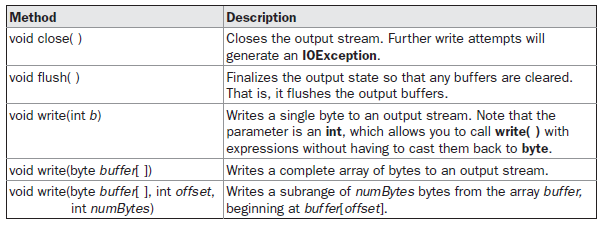 Method Description
void close( ) Closes the output stream. Further write attempts will
generate an IOException.
void flush( ) Finalizes the output state so that any buffers are cleared.
That is, it flushes the output buffers.
void write(int b) Writes a single byte to an output stream. Note that the
parameter is an int, which allows you to call write( ) with
expressions without having to cast them back to byte.
void write(byte buffer[ ]) Writes a complete array of bytes to an output stream.
void write(byte buffer[ ], int offset, Writes a subrange of numBytes bytes from the array buffer,
int numBytes) beginning at buffer[offset].